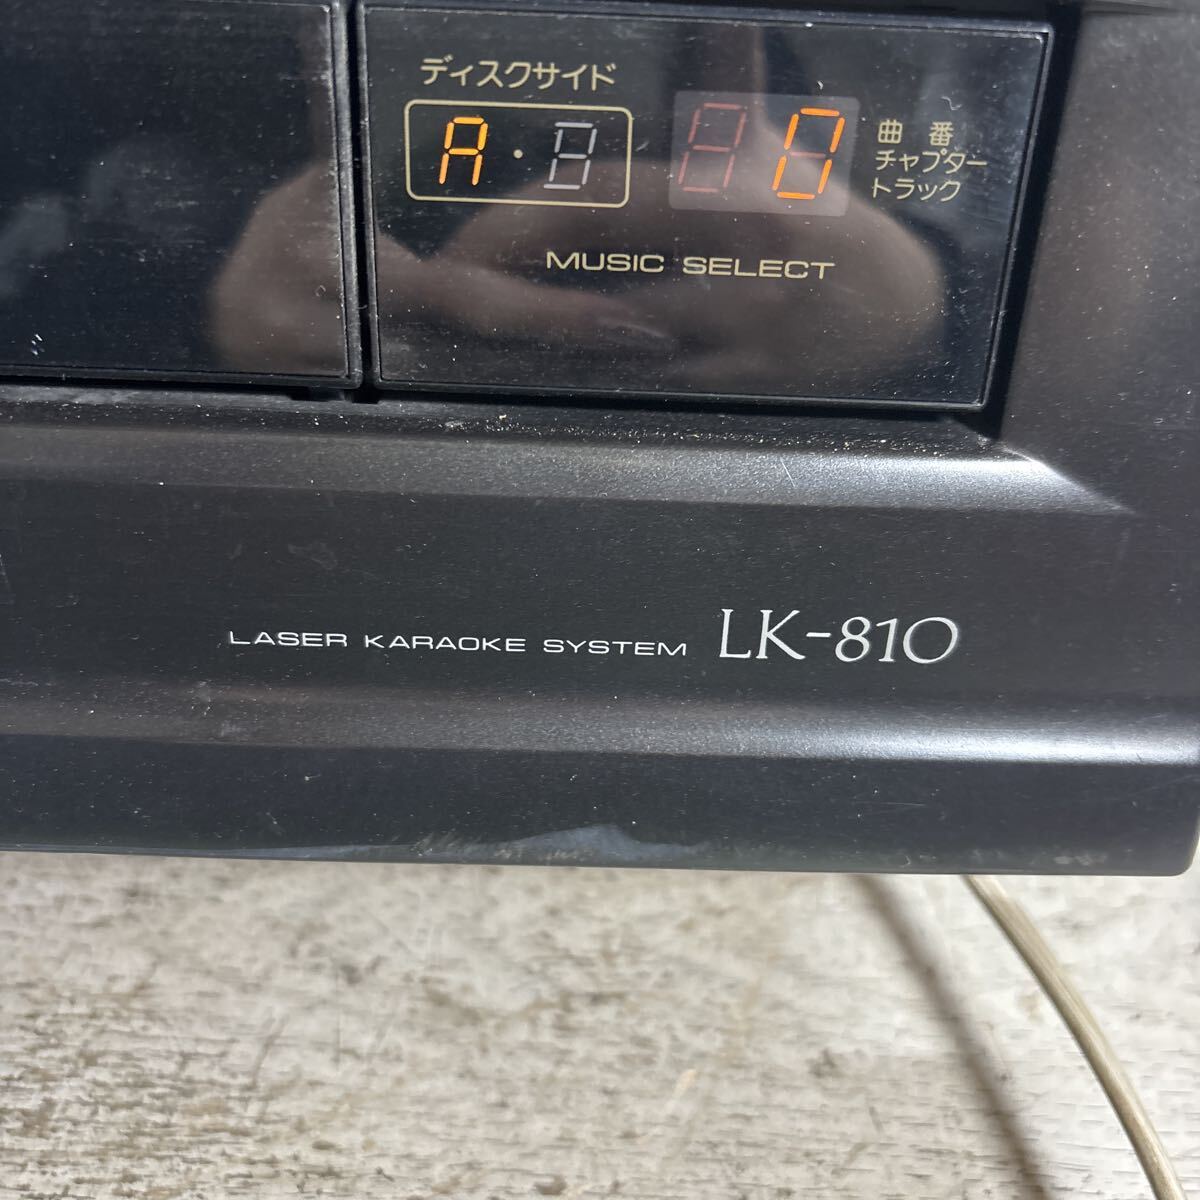 ディスクサイド
A・B
0
曲番
チャプター
トラック
MUSIC SELECT
LASER KARAOKE SYSTEM LK-810